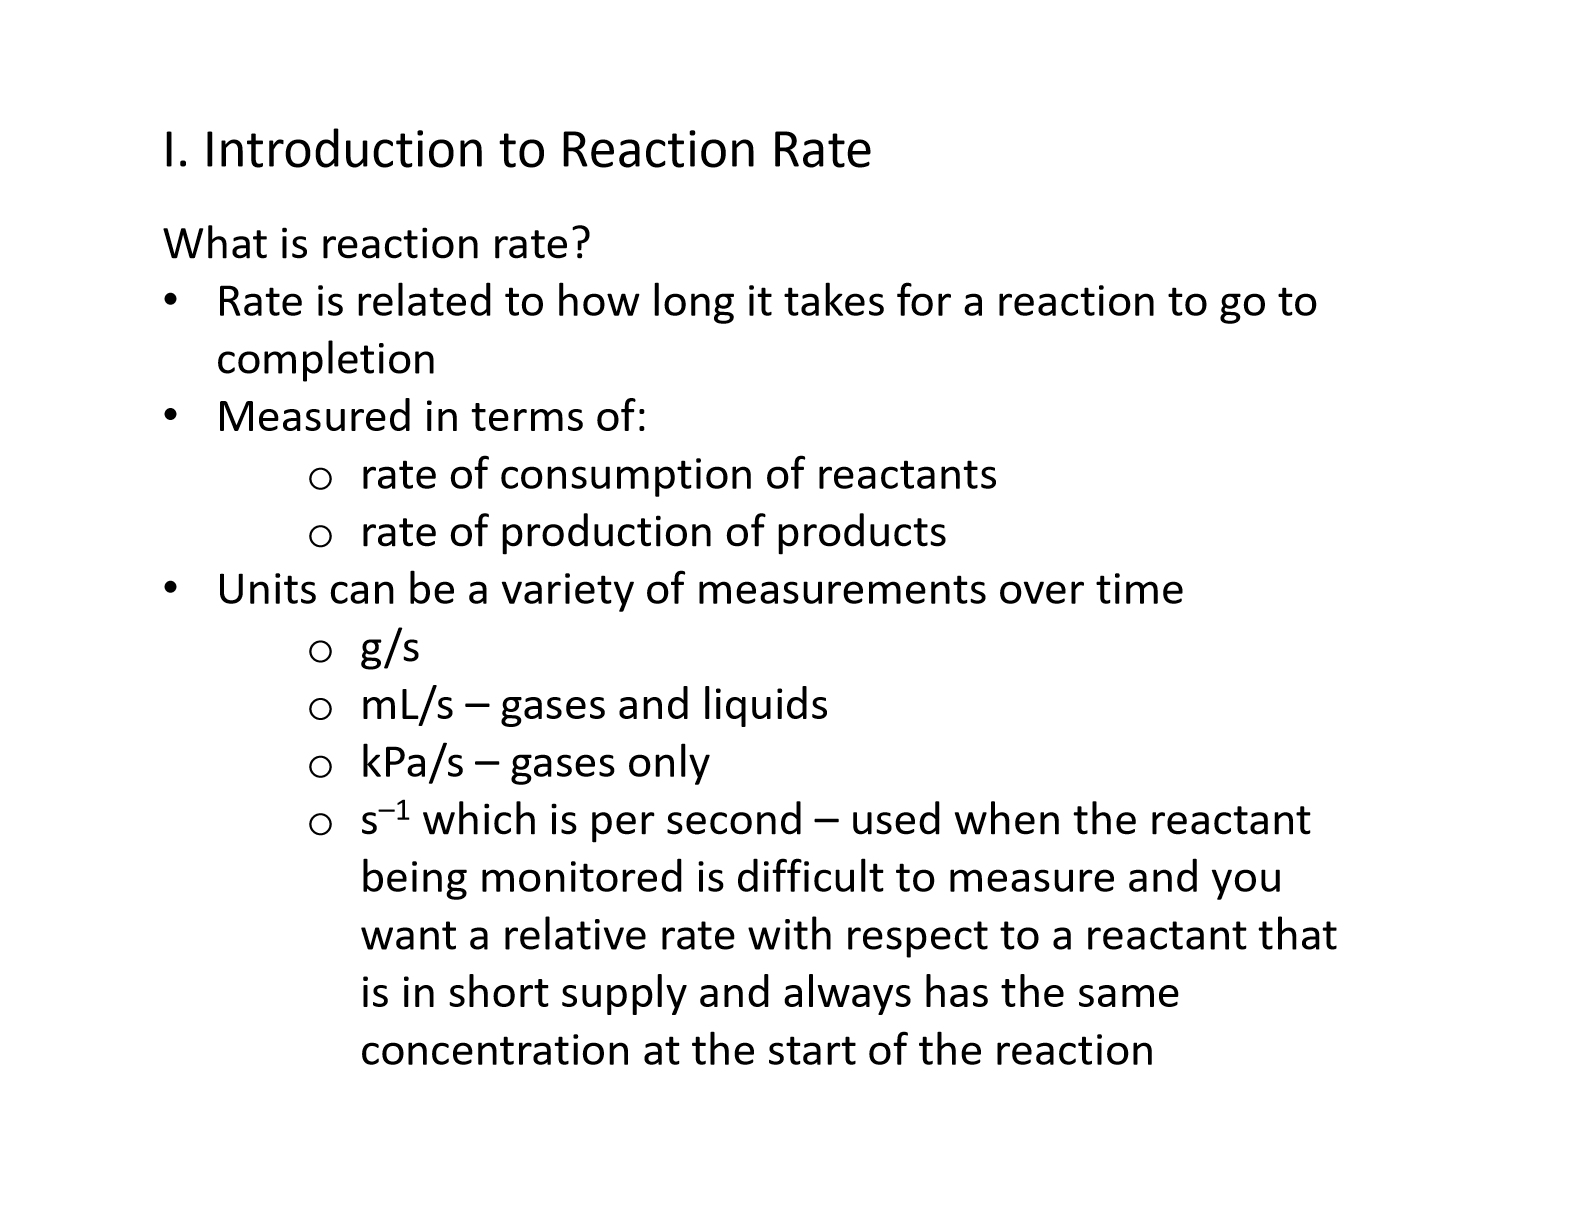 I. Introduction to Reaction Rate
What is reaction rate?
• Rate is related to how long it takes for a reaction to go to
completion
• Measured in terms of:
o rate of consumption of reactants
o rate of production of products
• Units can be a variety of measurements over time
o g/s
o mL/s – gases and liquids
o kPa/s – gases only
o s⁻¹ which is per second – used when the reactant
being monitored is difficult to measure and you
want a relative rate with respect to a reactant that
is in short supply and always has the same
concentration at the start of the reaction